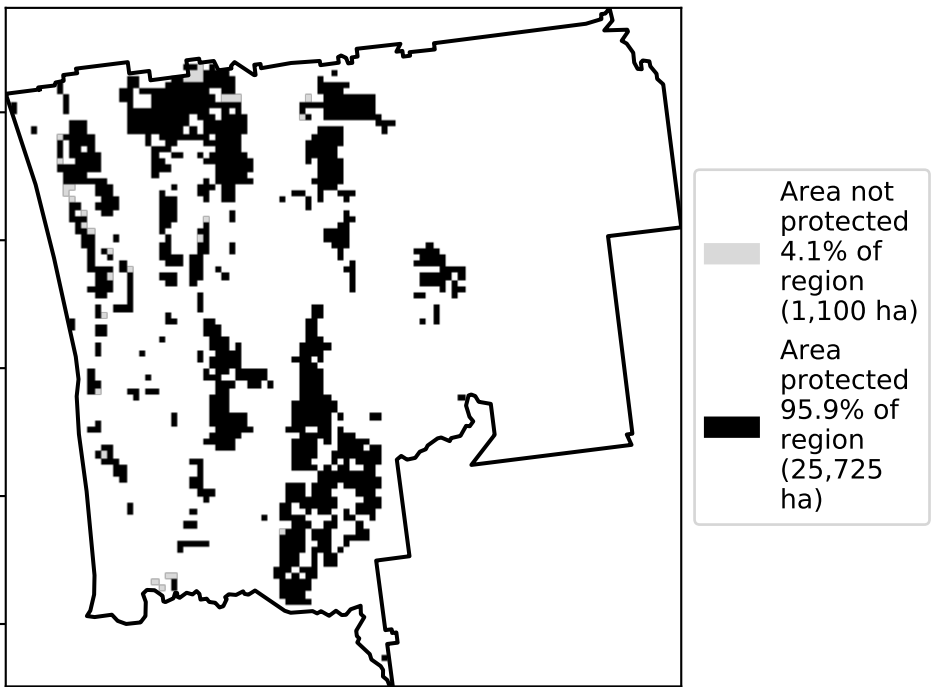 Area not
protected
4.1% of
region
(1,100 ha)
Area
protected
95.9% of
region
(25,725
ha)